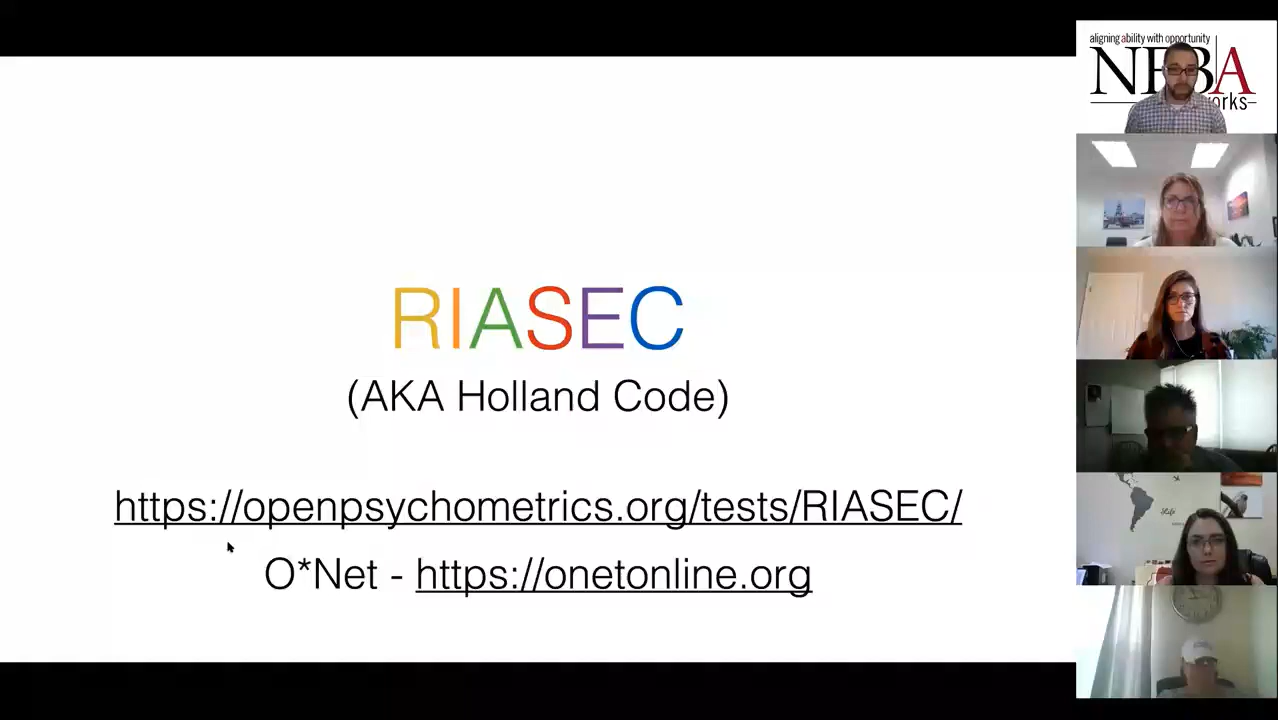 RIASEC
(AKA Holland Code)
https://openpsychometrics.org/tests/RIASEC/
O*Net - https://onetonline.org
aligning ability with opportunity